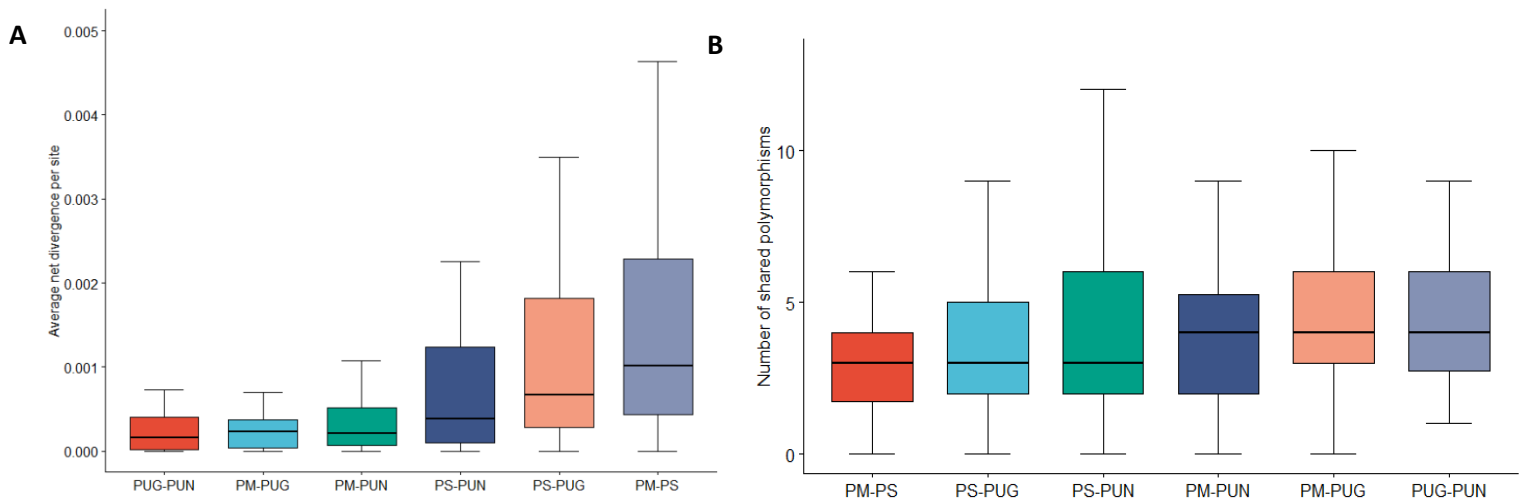 A
Average net divergence per site
0.005
0.004
0.003
0.002
0.001
0.000
PUG-PUN PM-PUG PM-PUN PS-PUN PS-PUG PM-PS
B
Number of shared polymorphisms
10
5
0
PM-PS PS-PUG PS-PUN PM-PUN PM-PUG PUG-PUN